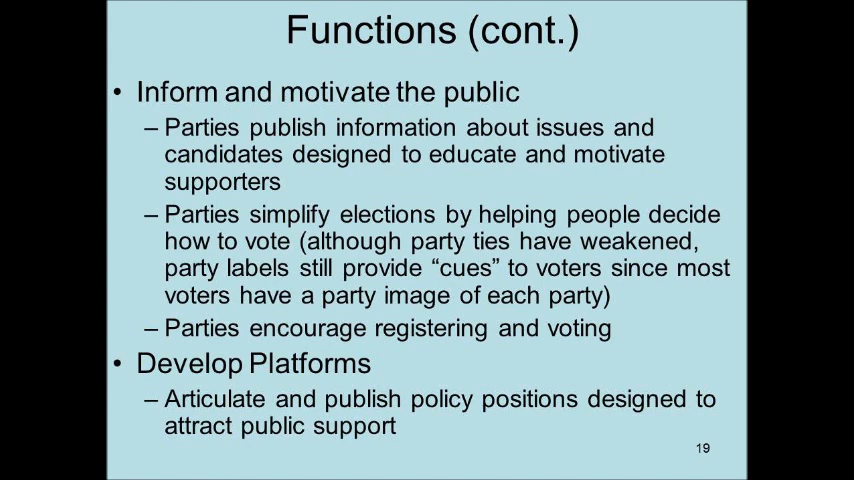 Functions (cont.)
• Inform and motivate the public
– Parties publish information about issues and
candidates designed to educate and motivate
supporters
– Parties simplify elections by helping people decide
how to vote (although party ties have weakened,
party labels still provide “cues” to voters since most
voters have a party image of each party)
– Parties encourage registering and voting
• Develop Platforms
– Articulate and publish policy positions designed to
attract public support
19